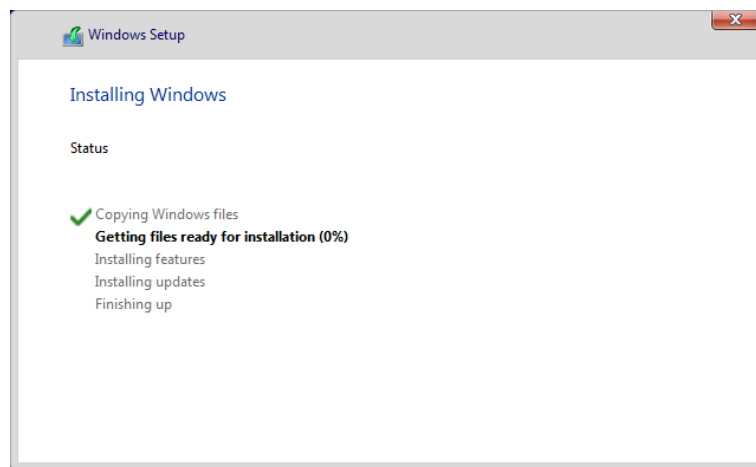 Windows Setup
Installing Windows
Status
Copying Windows files
Getting files ready for installation (0%)
Installing features
Installing updates
Finishing up